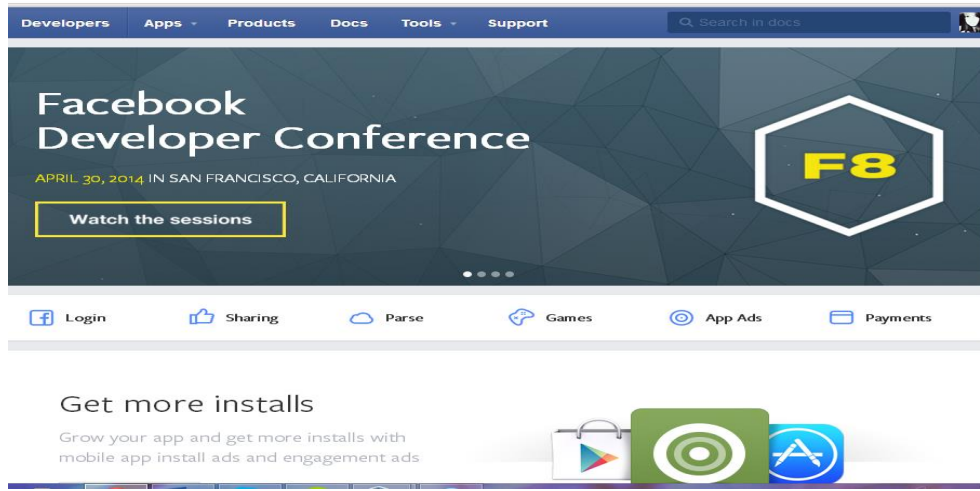 Developers Apps Products Docs Tools Support Search in docs
Facebook
Developer Conference
APRIL 30, 2014 IN SAN FRANCISCO, CALIFORNIA
Watch the sessions
F8
Login Sharing Parse Games App Ads Payments
Get more installs
Grow your app and get more installs with
mobile app install ads and engagement ads